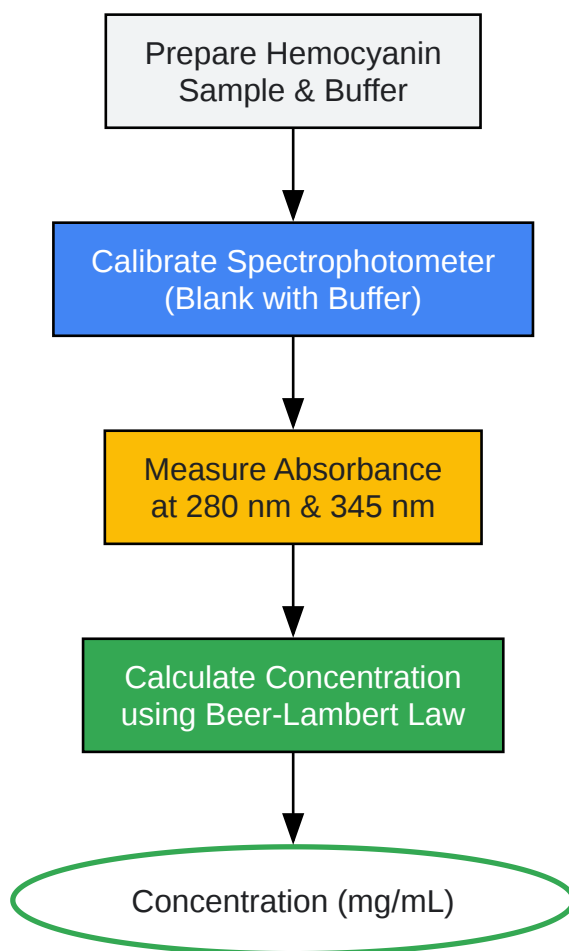 Prepare Hemocyanin
Sample & Buffer
Calibrate Spectrophotometer
(Blank with Buffer)
Measure Absorbance
at 280 nm & 345 nm
Calculate Concentration
using Beer-Lambert Law
Concentration (mg/mL)